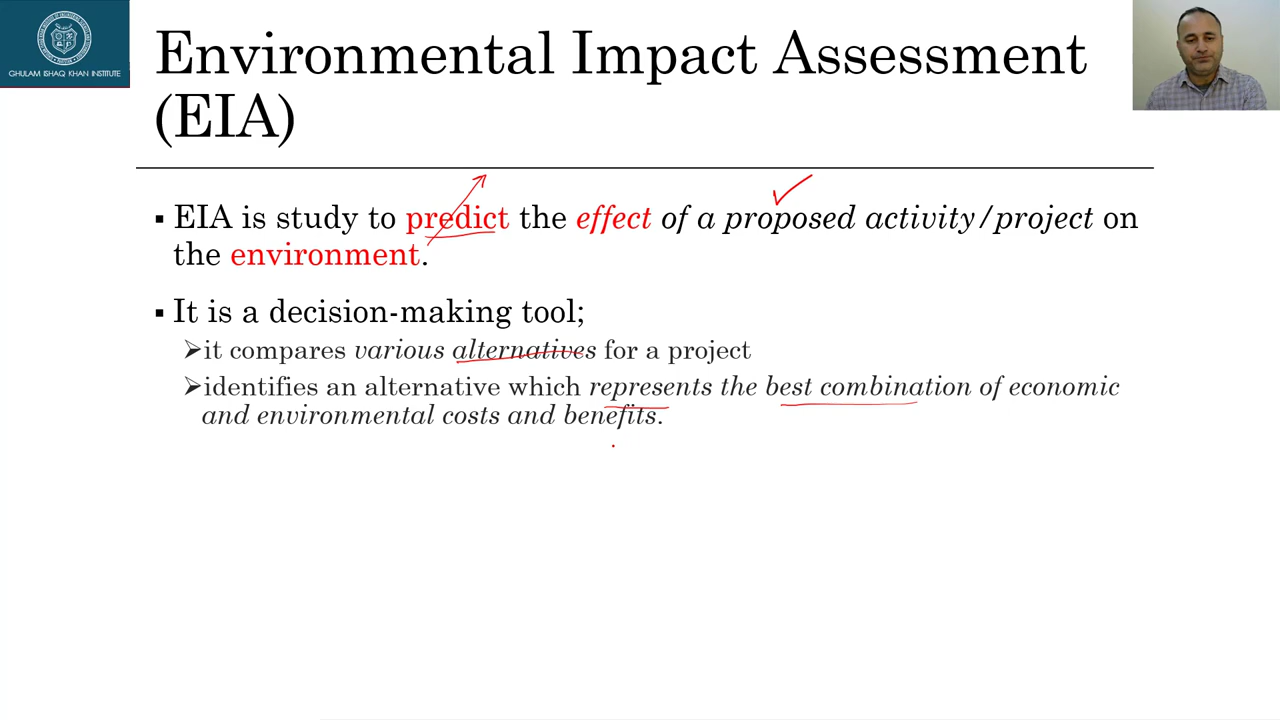 GHULAM ISHAQ KHAN INSTITUTE
Environmental Impact Assessment
(EIA)
▪ EIA is study to predict the effect of a proposed activity/project on
the environment.
▪ It is a decision-making tool;
➢it compares various alternatives for a project
➢identifies an alternative which represents the best combination of economic
and environmental costs and benefits.